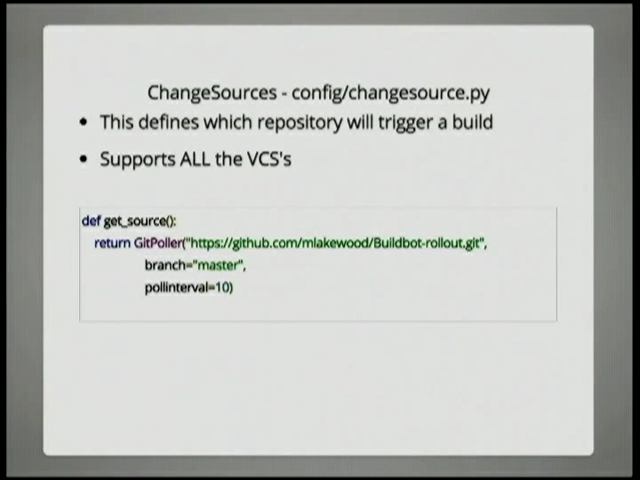 ChangeSources - config/changesource.py
• This defines which repository will trigger a build
• Supports ALL the VCS's
def get_source():
return GitPoller("https://github.com/mlakewood/Buildbot-rollout.git",
branch="master",
pollinterval=10)